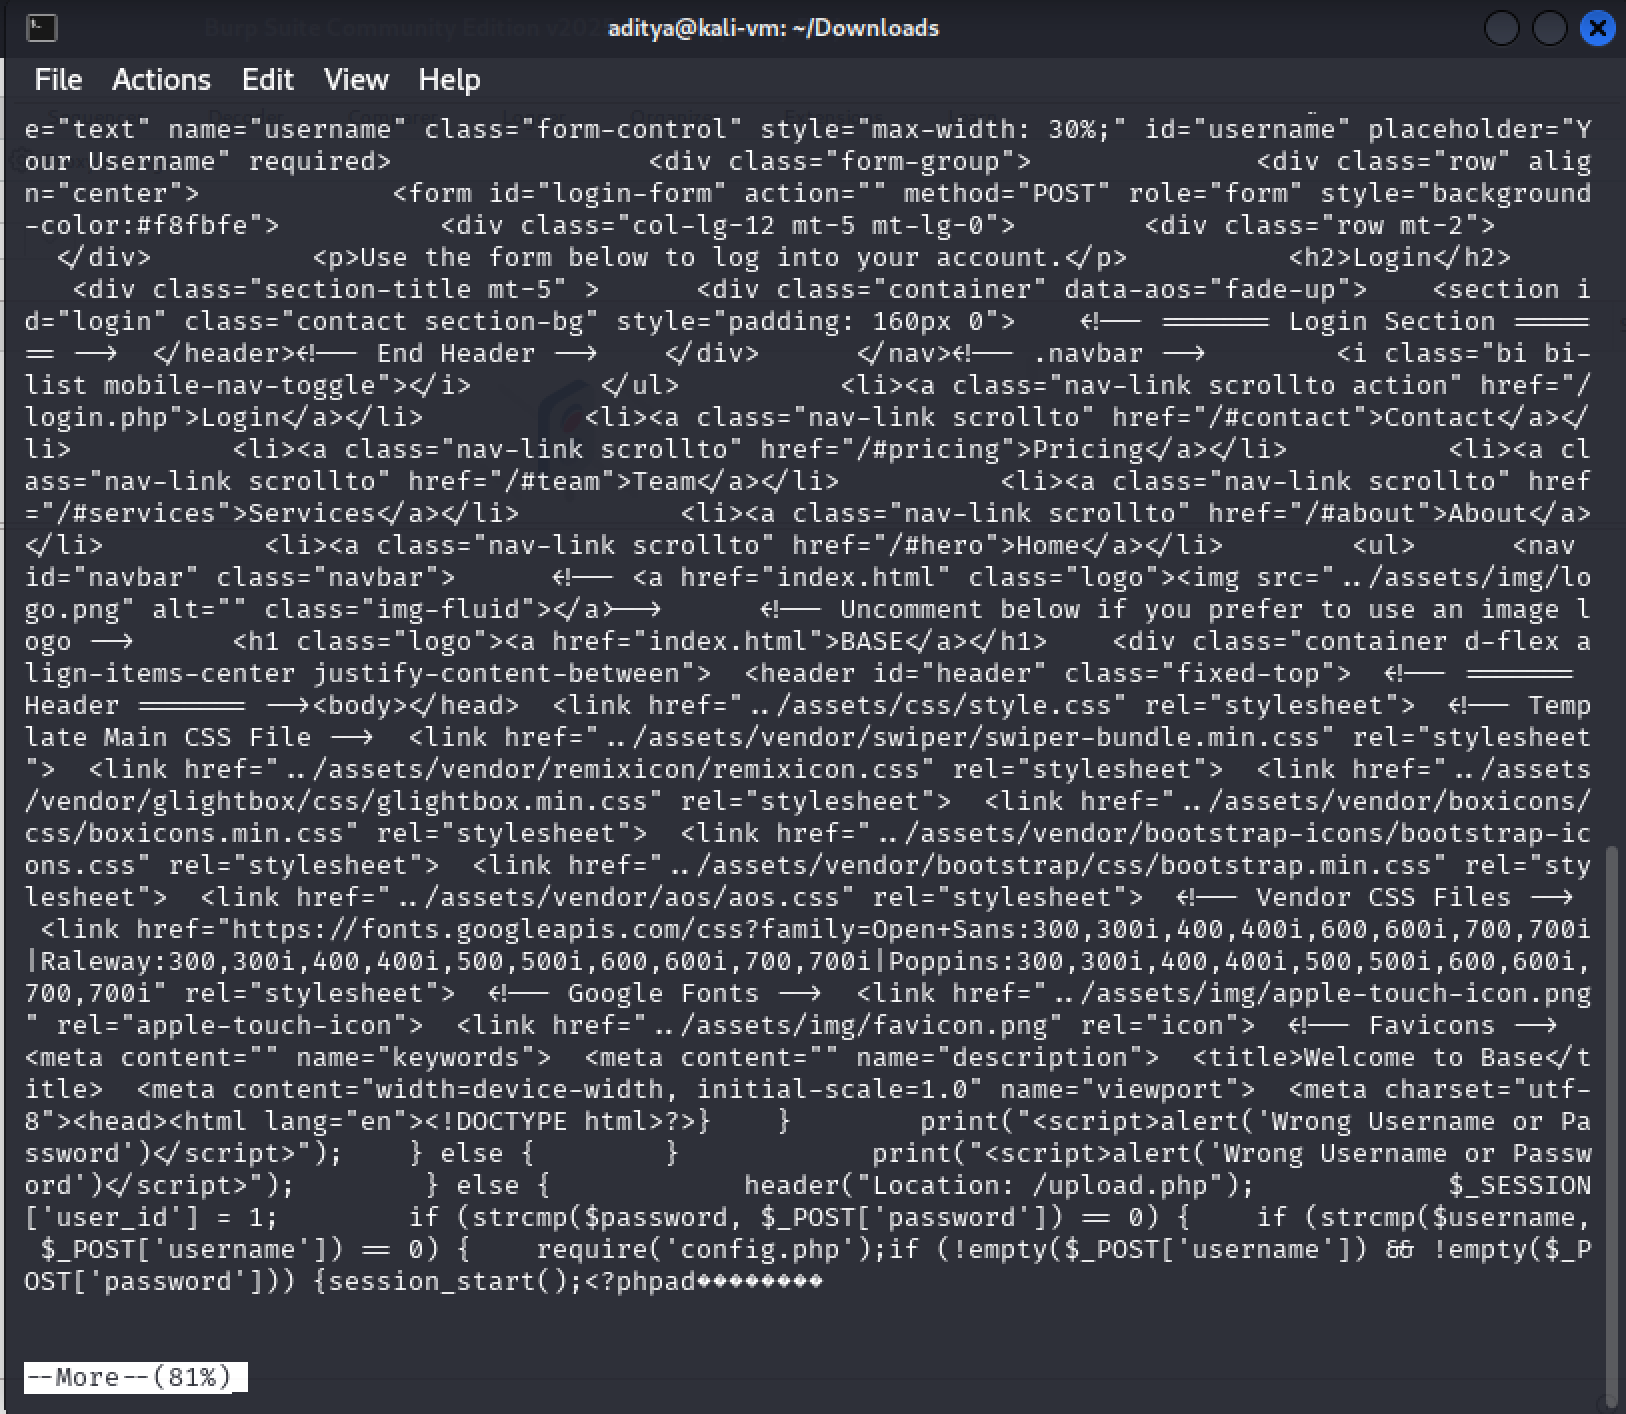 aditya@kali-vm: ~/Downloads
File Actions Edit View Help
e="text" name="username" class="form-control" style="max-width: 30%;" id="username" placeholder="Y
our Username" required>                <div class="form-group">              <div class="row" alig
n="center">            <form id="login-form" action="" method="POST" role="form" style="background
-color:#f8fbfe">          <div class="col-lg-12 mt-5 mt-lg-0">        <div class="row mt-2">
  </div>          <p>Use the form below to log into your account.</p>          <h2>Login</h2>
   <div class="section-title mt-5" >      <div class="container" data-aos="fade-up">    <section i
d="login" class="contact section-bg" style="padding: 160px 0">    <!-- ======= Login Section =====
== -->  </header><!-- End Header -->    </div>      </nav><!-- .navbar -->        <i class="bi bi-
list mobile-nav-toggle"></i>        </ul>          <li><a class="nav-link scrollto action" href="/
login.php">Login</a></li>          <li><a class="nav-link scrollto" href="/#contact">Contact</a></
li>          <li><a class="nav-link scrollto" href="/#pricing">Pricing</a></li>          <li><a cl
ass="nav-link scrollto" href="/#team">Team</a></li>          <li><a class="nav-link scrollto" href
="/#services">Services</a></li>          <li><a class="nav-link scrollto" href="/#about">About</a>
</li>          <li><a class="nav-link scrollto" href="/#hero">Home</a></li>        <ul>      <nav
id="navbar" class="navbar">      <!-- <a href="index.html" class="logo"><img src="../assets/img/lo
go.png" alt="" class="img-fluid"></a>-->      <!-- Uncomment below if you prefer to use an image l
ogo -->      <h1 class="logo"><a href="index.html">BASE</a></h1>    <div class="container d-flex a
lign-items-center justify-content-between">  <header id="header" class="fixed-top">  <!-- =======
Header ======= --><body></head>  <link href="../assets/css/style.css" rel="stylesheet">  <!-- Temp
late Main CSS File -->  <link href="../assets/vendor/swiper/swiper-bundle.min.css" rel="stylesheet
">  <link href="../assets/vendor/remixicon/remixicon.css" rel="stylesheet">  <link href="../assets
/vendor/glightbox/css/glightbox.min.css" rel="stylesheet">  <link href="../assets/vendor/boxicons/
css/boxicons.min.css" rel="stylesheet">  <link href="../assets/vendor/bootstrap-icons/bootstrap-ic
ons.css" rel="stylesheet">  <link href="../assets/vendor/bootstrap/css/bootstrap.min.css" rel="sty
lesheet">  <link href="../assets/vendor/aos/aos.css" rel="stylesheet">  <!-- Vendor CSS Files -->
 <link href="https://fonts.googleapis.com/css?family=Open+Sans:300,300i,400,400i,600,600i,700,700i
|Raleway:300,300i,400,400i,500,500i,600,600i,700,700i|Poppins:300,300i,400,400i,500,500i,600,600i,
700,700i" rel="stylesheet">  <!-- Google Fonts -->  <link href="../assets/img/apple-touch-icon.png
" rel="apple-touch-icon">  <link href="../assets/img/favicon.png" rel="icon">  <!-- Favicons -->
<meta content="" name="keywords">  <meta content="" name="description">  <title>Welcome to Base</t
itle>  <meta content="width=device-width, initial-scale=1.0" name="viewport">  <meta charset="utf-
8"><head><html lang="en"><!DOCTYPE html>?>}    }        print("<script>alert('Wrong Username or Pa
ssword')</script>");    } else {        }            print("<script>alert('Wrong Username or Passw
ord')</script>");        } else {            header("Location: /upload.php");            $_SESSION
['user_id'] = 1;        if (strcmp($password, $_POST['password']) == 0) {    if (strcmp($username,
 $_POST['username']) == 0) {    require('config.php');if (!empty($_POST['username']) && !empty($_P
OST['password'])) {session_start();<?phpad���������
--More--(81%)